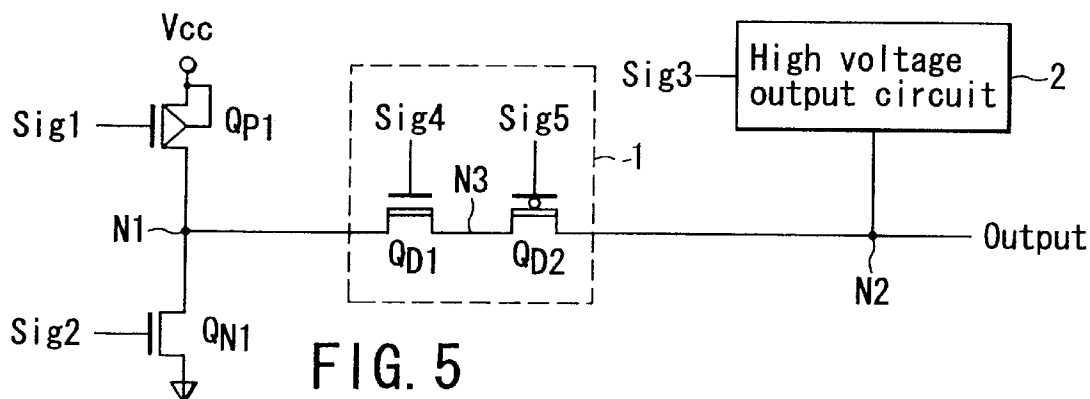 Vcc
Sig1
QP1
N1
Sig2
QN1
Sig4
Sig5
1
N3
QD1
QD2
Sig3
High voltage
output circuit
2
Output
N2
FIG. 5